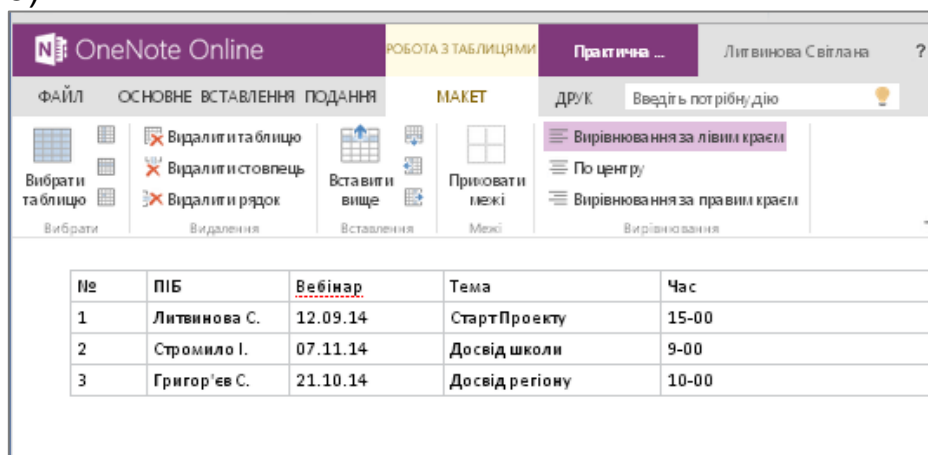 OneNote Online РОБОТА З ТАБЛИЦЯМИ Практична ... Литвинова Світлана ?
ФАЙЛ ОСНОВНЕ ВСТАВЛЕННЯ ПОДАННЯ МАКЕТ ДРУК Введіть потрібну дію
Вибрати таблицю
Видалити таблицю
Видалити стовпець
Видалити рядок
Вставити вище
Приховати межі
Вирівнювання за лівим краєм
По центру
Вирівнювання за правим краєм
Вибрати Видалення Вставлення Межі Вирівнювання
№ ПІБ Вебінар Тема Час
1 Литвинова С. 12.09.14 Старт Проекту 15-00
2 Стромило І. 07.11.14 Досвід школи 9-00
3 Григор'єв С. 21.10.14 Досвід регіону 10-00